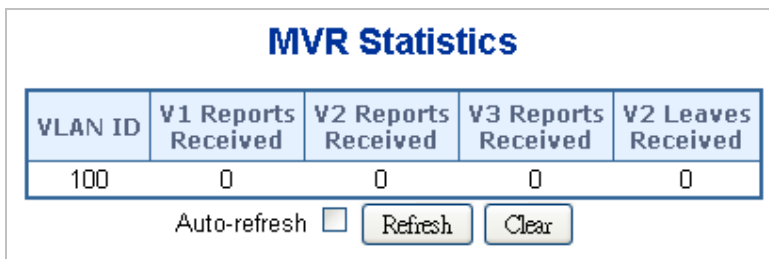 MVR Statistics
VLAN ID V1 Reports Received V2 Reports Received V3 Reports Received V2 Leaves Received
100 0 0 0 0
Auto-refresh Refresh Clear